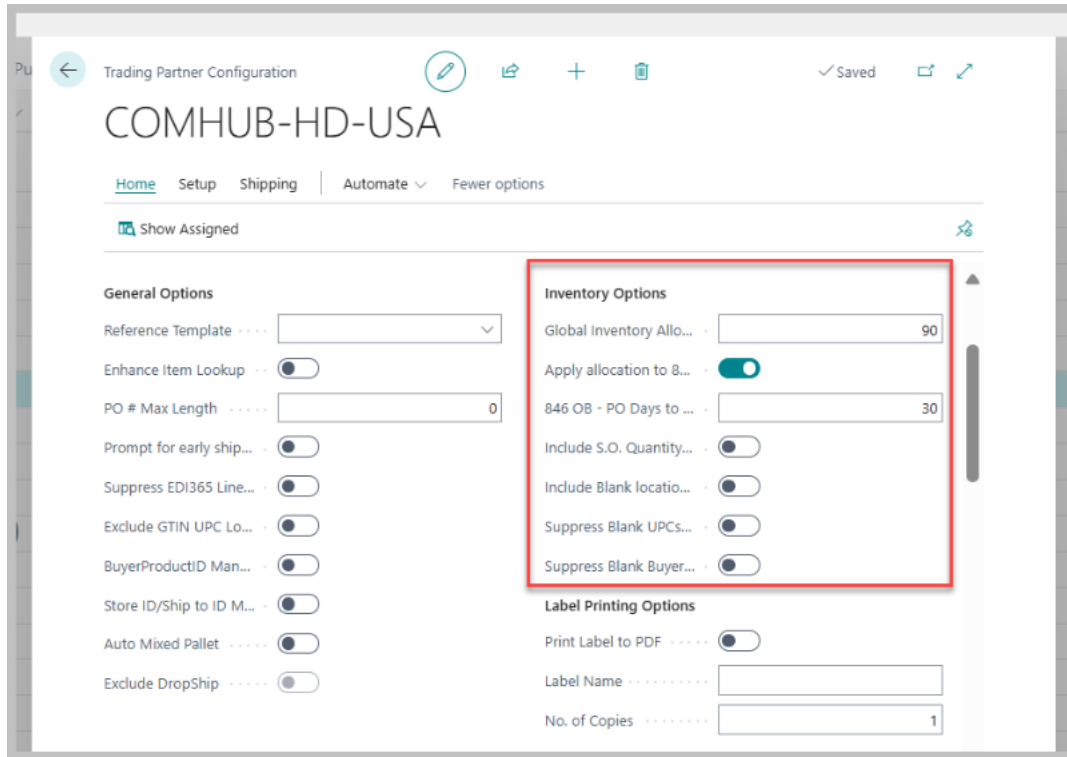 Pu
Trading Partner Configuration
Saved
COMHUB-HD-USA
Home Setup Shipping Automate Fewer options
Show Assigned
General Options
Reference Template
Enhance Item Lookup
PO # Max Length 0
Prompt for early ship...
Suppress EDI365 Line...
Exclude GTIN UPC Lo...
BuyerProductID Man...
Store ID/Ship to ID M...
Auto Mixed Pallet
Exclude DropShip
Inventory Options
Global Inventory Allo... 90
Apply allocation to 8...
846 OB - PO Days to ... 30
Include S.O. Quantity...
Include Blank locatio...
Suppress Blank UPCs...
Suppress Blank Buyer...
Label Printing Options
Print Label to PDF
Label Name
No. of Copies 1